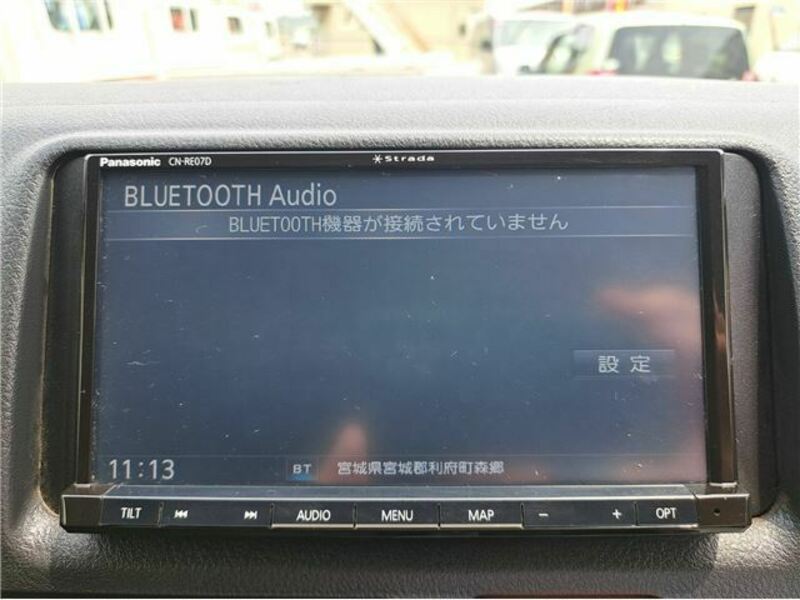 Panasonic CN-RE07D Strada
BLUETOOTH Audio
BLUETOOTH機器が接続されていません
設定
11:13 BT 宮城県宮城郡利府町森郷
TILT AUDIO MENU MAP − + OPT